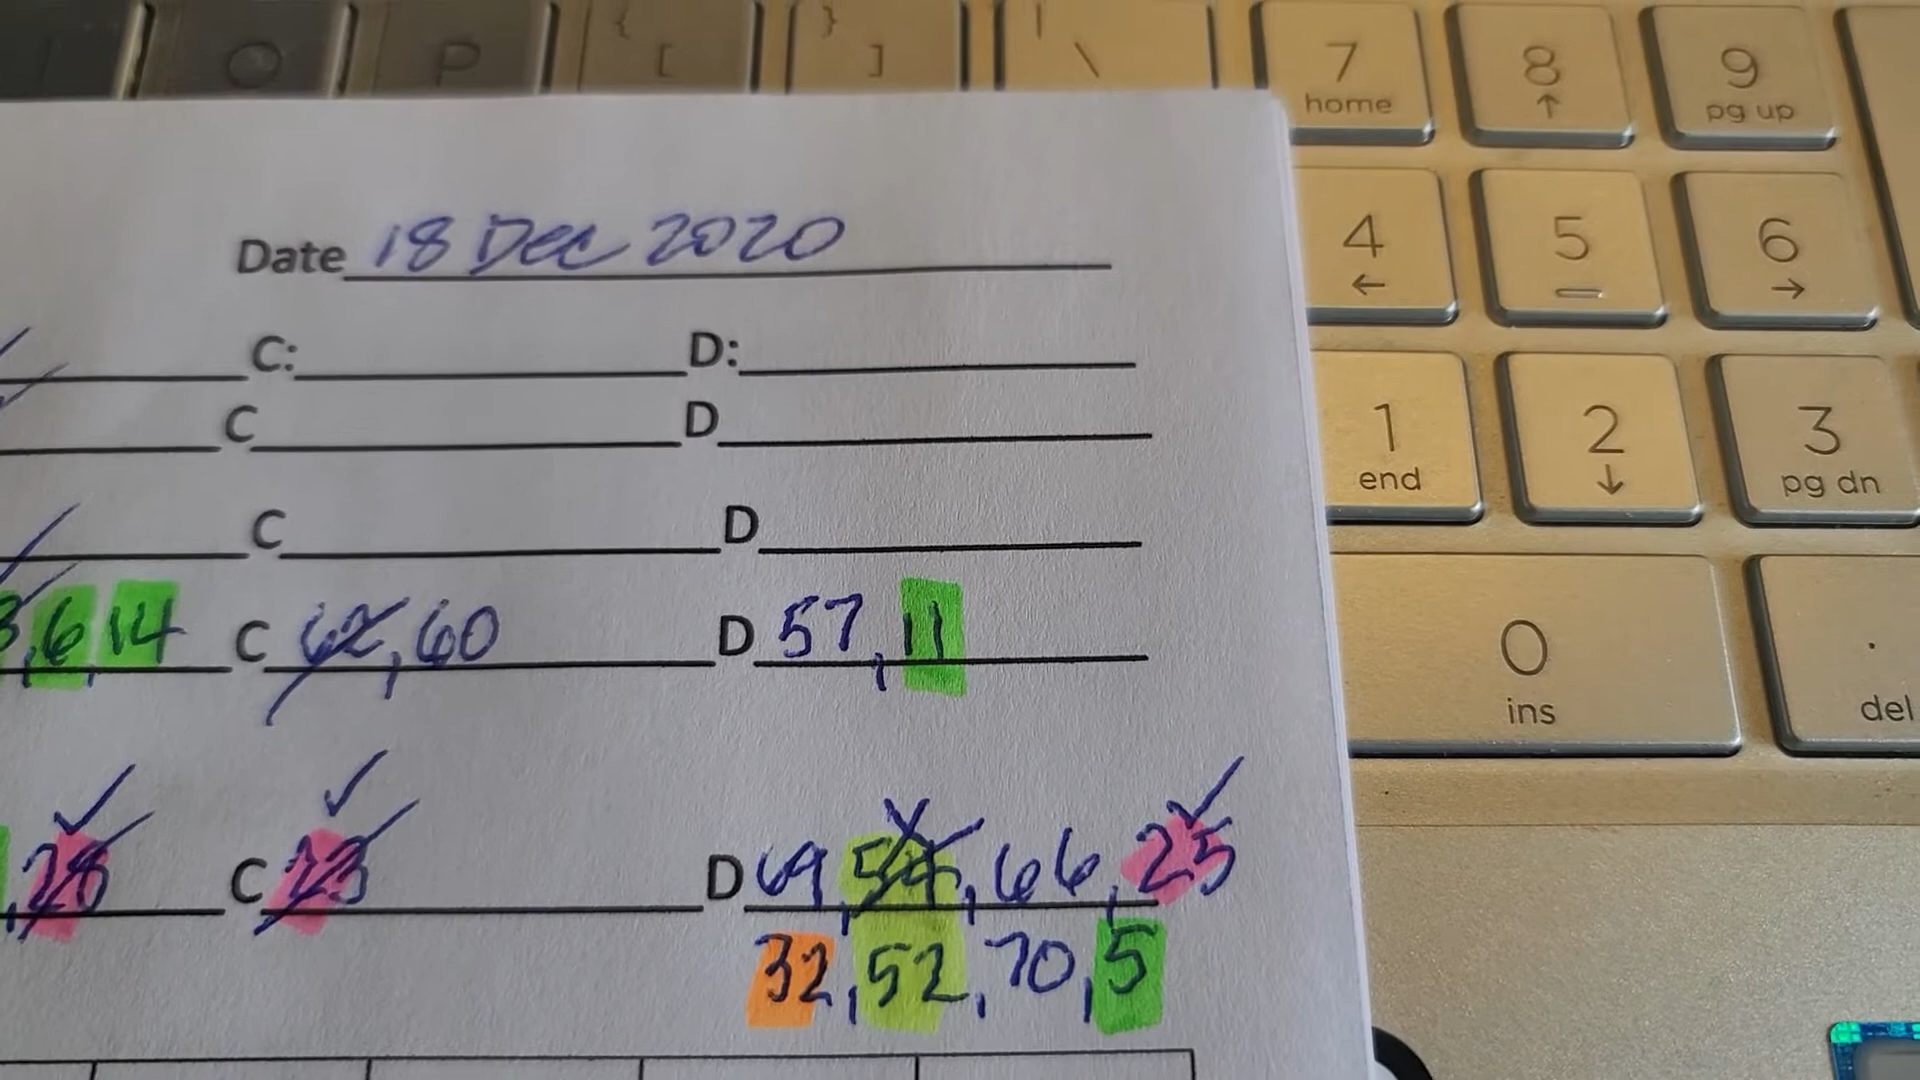 O P { [ } ] | \ 7 home 8 ↑ 9 pg up
4 ← 5 6 →
1 end 2 ↓ 3 pg dn
0 ins . del
Date 18 Dec 2020
C: D:
C D
C D
6 14 C 62, 60 D 57, 11
, 28 C 23 D 69, 54, 66, 25
32, 52, 70, 5